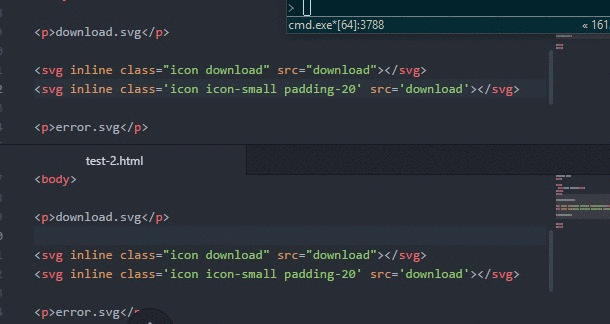 >
cmd.exe*[64]:3788 « 161
<p>download.svg</p>
<svg inline class="icon download" src="download"></svg>
<svg inline class='icon icon-small padding-20' src='download'></svg>
<p>error.svg</p>
test-2.html
<body>
<p>download.svg</p>
<svg inline class="icon download" src="download"></svg>
<svg inline class='icon icon-small padding-20' src='download'></svg>
<p>error.svg</